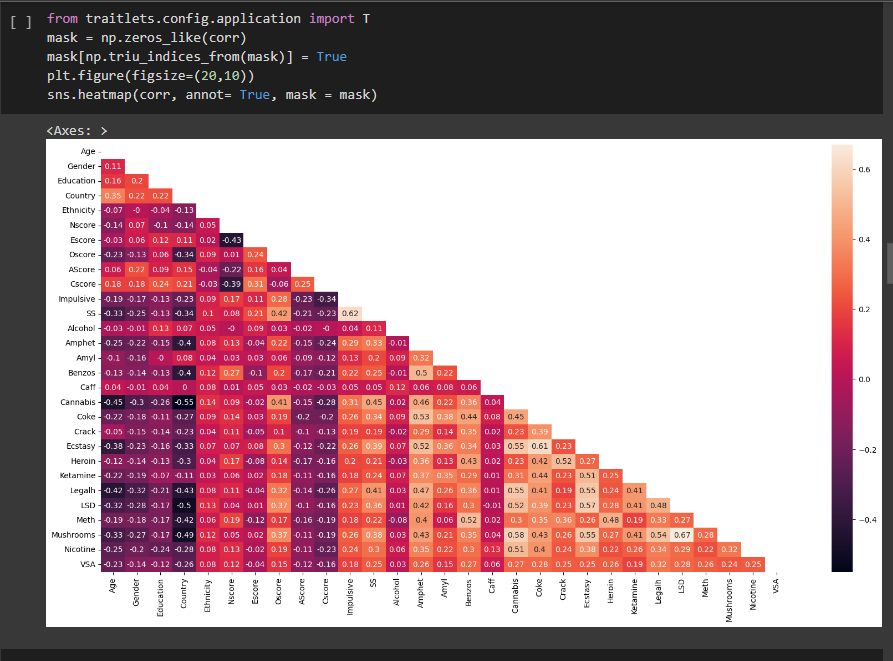 [ ] from traitlets.config.application import T
mask = np.zeros_like(corr)
mask[np.triu_indices_from(mask)] = True
plt.figure(figsize=(20,10))
sns.heatmap(corr, annot= True, mask = mask)
<Axes: >
Age
Gender 0.11
Education 0.16 0.2
Country 0.35 0.22 0.22
Ethnicity -0.07 -0 -0.04 -0.13
Nscore -0.14 0.07 -0.1 -0.14 0.05
Escore -0.03 0.06 0.12 0.11 0.02 -0.43
Oscore -0.23 -0.13 0.06 -0.34 0.09 0.01 0.24
AScore 0.06 0.22 0.09 0.15 -0.04 -0.22 0.16 0.04
Cscore 0.18 0.18 0.24 0.21 -0.03 -0.39 0.31 -0.06 0.25
Impulsive -0.19 -0.17 -0.13 -0.23 0.09 0.17 0.11 0.28 -0.23 -0.34
SS -0.33 -0.25 -0.13 -0.34 0.1 0.08 0.21 0.42 -0.21 -0.23 0.62
Alcohol -0.03 -0.01 0.13 0.07 0.05 -0 0.09 0.03 -0.02 -0 0.04 0.11
Amphet -0.25 -0.22 -0.15 -0.4 0.08 0.13 -0.04 0.22 -0.15 -0.24 0.29 0.33 -0.01
Amyl -0.1 -0.16 -0 0.08 0.04 0.03 0.03 0.06 -0.09 -0.12 0.13 0.2 0.09 0.32
Benzos -0.13 -0.14 -0.13 -0.4 0.12 0.27 -0.1 0.2 -0.17 -0.21 0.22 0.25 -0.01 0.5 0.22
Caff 0.04 -0.01 0.04 0 0.08 0.01 0.05 0.03 -0.02 -0.03 0.05 0.05 0.12 0.06 0.08 0.06
Cannabis -0.45 -0.3 -0.26 -0.55 0.14 0.09 -0.02 0.41 -0.15 -0.28 0.31 0.45 0.02 0.46 0.22 0.36 0.04
Coke -0.22 -0.18 -0.11 -0.27 0.09 0.14 0.03 0.19 -0.2 -0.2 0.26 0.34 0.09 0.53 0.38 0.44 0.08 0.45
Crack -0.05 -0.15 -0.14 -0.23 0.04 0.11 -0.05 0.1 -0.1 -0.13 0.19 0.19 -0.02 0.29 0.14 0.35 0.02 0.23 0.39
Ecstasy -0.38 -0.23 -0.16 -0.33 0.07 0.07 0.08 0.3 -0.12 -0.22 0.26 0.39 0.07 0.52 0.36 0.34 0.03 0.55 0.61 0.23
Heroin -0.12 -0.14 -0.13 -0.3 0.04 0.17 -0.08 0.14 -0.17 -0.16 0.2 0.21 -0.03 0.36 0.13 0.43 0.02 0.23 0.42 0.52 0.27
Ketamine -0.22 -0.19 -0.07 -0.11 0.03 0.06 0.02 0.18 -0.11 -0.16 0.18 0.24 0.07 0.37 0.35 0.29 0.01 0.31 0.44 0.23 0.51 0.25
Legalh -0.42 -0.32 -0.21 -0.43 0.08 0.11 -0.04 0.32 -0.14 -0.26 0.27 0.41 0.03 0.47 0.26 0.36 0.01 0.55 0.41 0.19 0.55 0.24 0.41
LSD -0.32 -0.28 -0.17 -0.5 0.13 0.04 0.01 0.37 -0.1 -0.16 0.23 0.36 0.01 0.42 0.16 0.3 -0.01 0.52 0.39 0.23 0.57 0.28 0.41 0.48
Meth -0.19 -0.18 -0.17 -0.42 0.06 0.19 -0.12 0.17 -0.16 -0.19 0.18 0.22 -0.08 0.4 0.06 0.52 0.02 0.3 0.35 0.36 0.26 0.48 0.19 0.33 0.27
Mushrooms -0.33 -0.27 -0.17 -0.49 0.12 0.05 0.02 0.37 -0.11 -0.19 0.26 0.38 0.03 0.43 0.21 0.35 0.04 0.58 0.43 0.26 0.55 0.27 0.41 0.54 0.67 0.28
Nicotine -0.25 -0.2 -0.24 -0.28 0.08 0.13 -0.02 0.19 -0.11 -0.23 0.24 0.3 0.06 0.35 0.22 0.3 0.13 0.51 0.4 0.24 0.38 0.22 0.26 0.34 0.29 0.22 0.32
VSA -0.23 -0.14 -0.12 -0.26 0.08 0.12 -0.04 0.15 -0.12 -0.16 0.18 0.25 0.03 0.26 0.15 0.27 0.06 0.27 0.28 0.25 0.25 0.26 0.19 0.32 0.28 0.26 0.24 0.25
Age Gender Education Country Ethnicity Nscore Escore Oscore AScore Cscore Impulsive SS Alcohol Amphet Amyl Benzos Caff Cannabis Coke Crack Ecstasy Heroin Ketamine Legalh LSD Meth Mushrooms Nicotine VSA
0.6
0.4
0.2
0.0
−0.2
−0.4